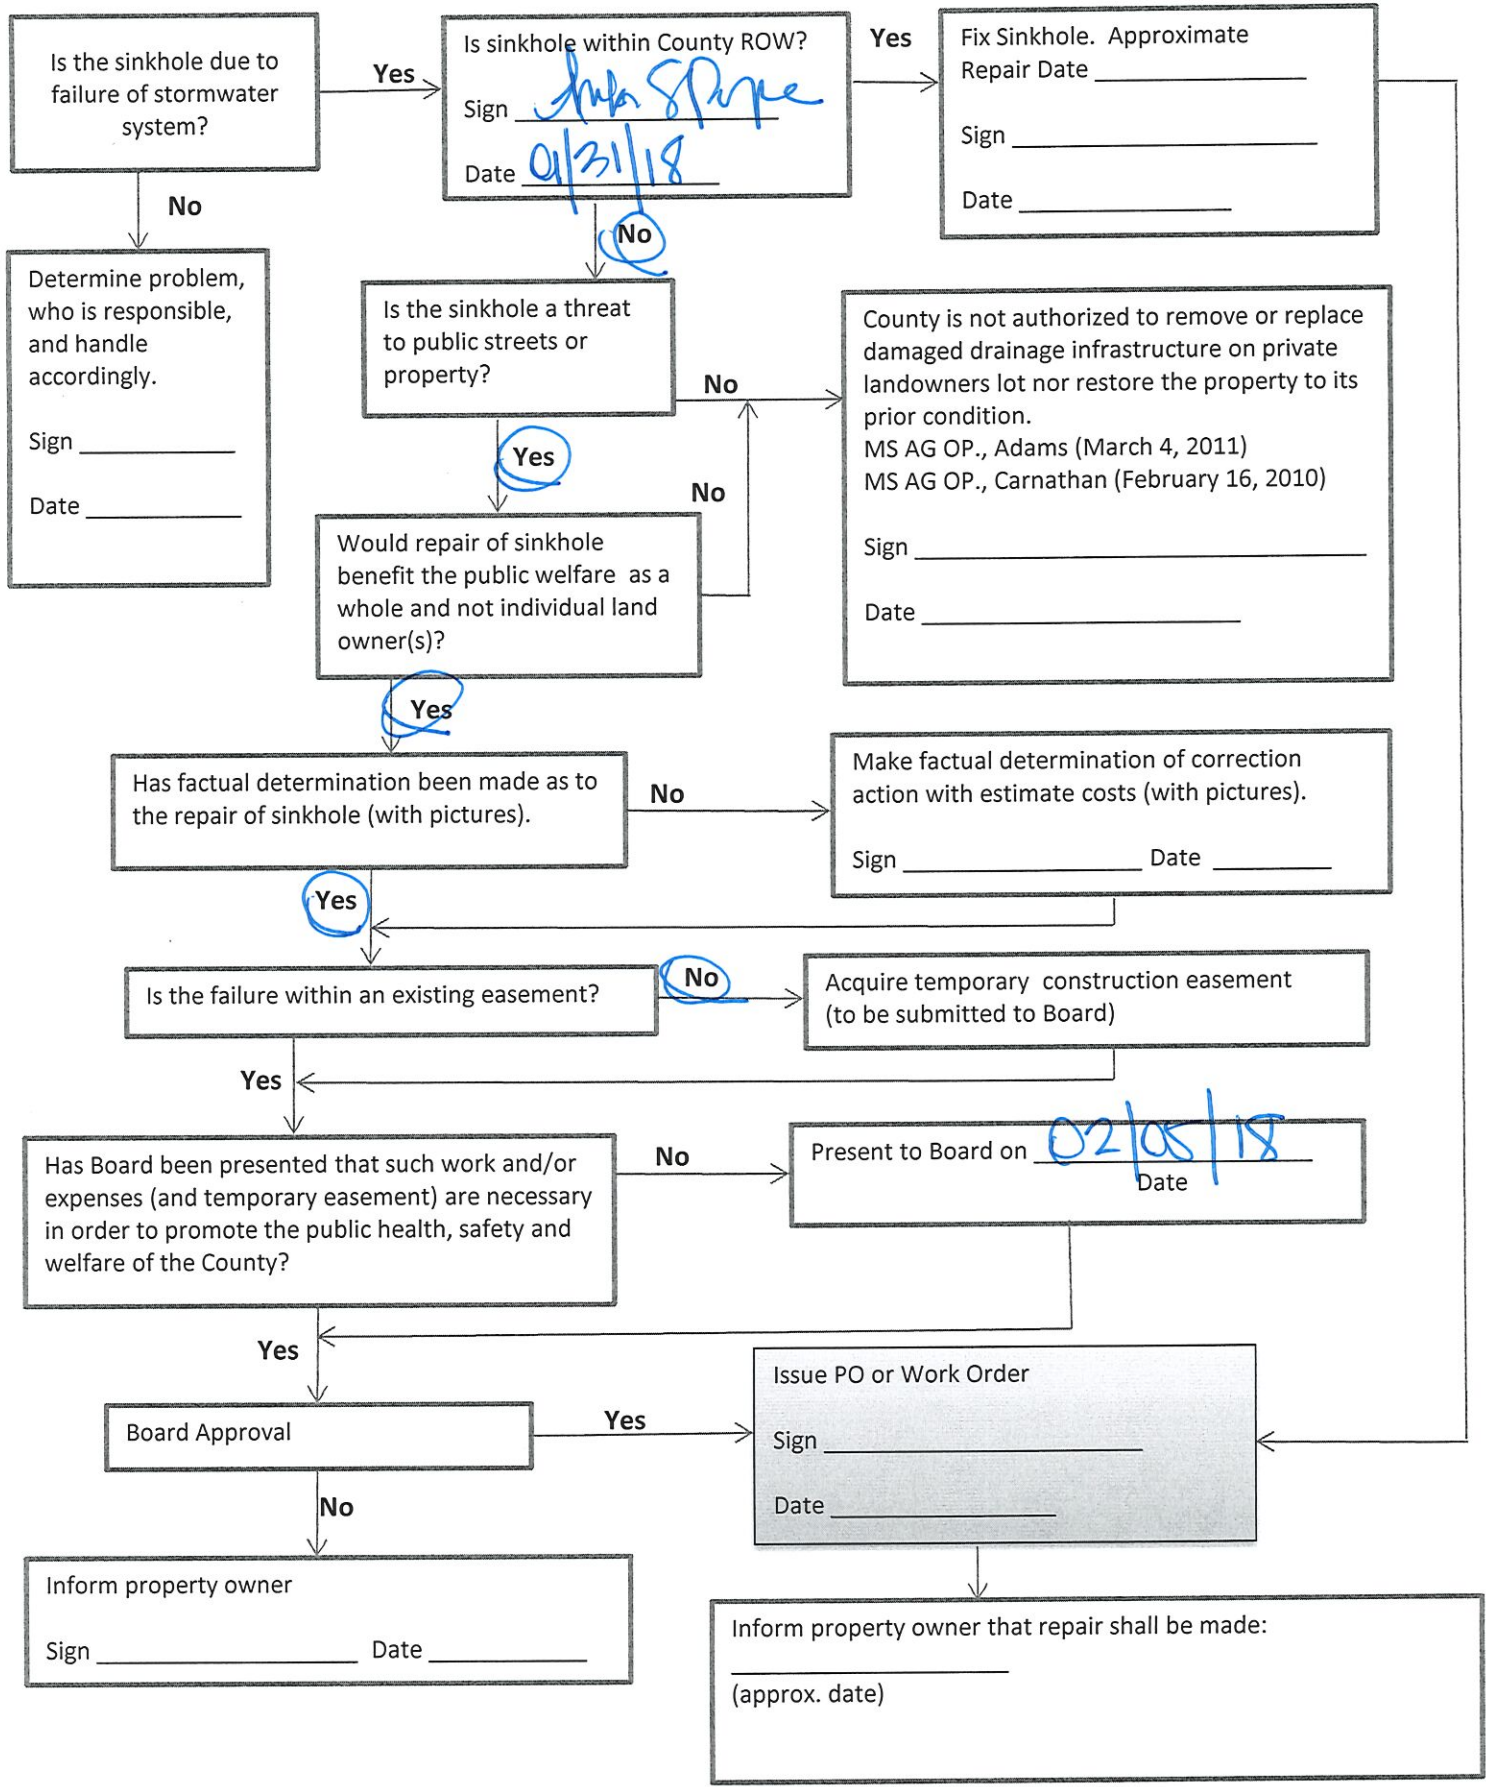 Is the sinkhole due to
failure of stormwater
system?
Yes
Is sinkhole within County ROW?
Sign
Date 01/31/18
Yes
Fix Sinkhole. Approximate
Repair Date
Sign
Date
No
No
Determine problem,
who is responsible,
and handle
accordingly.
Sign
Date
Is the sinkhole a threat
to public streets or
property?
No
County is not authorized to remove or replace
damaged drainage infrastructure on private
landowners lot nor restore the property to its
prior condition.
MS AG OP., Adams (March 4, 2011)
MS AG OP., Carnathan (February 16, 2010)
Sign
Date
Yes
No
Would repair of sinkhole
benefit the public welfare as a
whole and not individual land
owner(s)?
Yes
Has factual determination been made as to
the repair of sinkhole (with pictures).
No
Make factual determination of correction
action with estimate costs (with pictures).
Sign Date
Yes
Is the failure within an existing easement?
No
Acquire temporary construction easement
(to be submitted to Board)
Yes
Has Board been presented that such work and/or
expenses (and temporary easement) are necessary
in order to promote the public health, safety and
welfare of the County?
No
Present to Board on 02/05/18
Date
Yes
Board Approval
Yes
Issue PO or Work Order
Sign
Date
No
Inform property owner
Sign Date
Inform property owner that repair shall be made:
(approx. date)